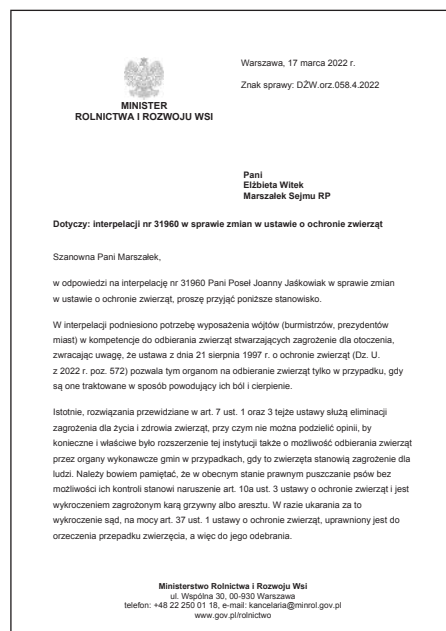 Warszawa, 17 marca 2022 r.
Znak sprawy: DŻW.orz.058.4.2022
MINISTER
ROLNICTWA I ROZWOJU WSI
Pani
Elżbieta Witek
Marszałek Sejmu RP
Dotyczy: interpelacji nr 31960 w sprawie zmian w ustawie o ochronie zwierząt
Szanowna Pani Marszałek,
w odpowiedzi na interpelację nr 31960 Pani Poseł Joanny Jaśkowiak w sprawie zmian
w ustawie o ochronie zwierząt, proszę przyjąć poniższe stanowisko.
W interpelacji podniesiono potrzebę wyposażenia wójtów (burmistrzów, prezydentów
miast) w kompetencje do odbierania zwierząt stwarzających zagrożenie dla otoczenia,
zwracając uwagę, że ustawa z dnia 21 sierpnia 1997 r. o ochronie zwierząt (Dz. U.
z 2022 r. poz. 572) pozwala tym organom na odbieranie zwierząt tylko w przypadku, gdy
są one traktowane w sposób powodujący ich ból i cierpienie.
Istotnie, rozwiązania przewidziane w art. 7 ust. 1 oraz 3 tejże ustawy służą eliminacji
zagrożenia dla życia i zdrowia zwierząt, przy czym nie można podzielić opinii, by
konieczne i właściwe było rozszerzenie tej instytucji także o możliwość odbierania zwierząt
przez organy wykonawcze gmin w przypadkach, gdy to zwierzęta stanowią zagrożenie dla
ludzi. Należy bowiem pamiętać, że w obecnym stanie prawnym puszczanie psów bez
możliwości ich kontroli stanowi naruszenie art. 10a ust. 3 ustawy o ochronie zwierząt i jest
wykroczeniem zagrożonym karą grzywny albo aresztu. W razie ukarania za to
wykroczenie sąd, na mocy art. 37 ust. 1 ustawy o ochronie zwierząt, uprawniony jest do
orzeczenia przepadku zwierzęcia, a więc do jego odebrania.
Ministerstwo Rolnictwa i Rozwoju Wsi
ul. Wspólna 30, 00-930 Warszawa
telefon: +48 22 250 01 18, e-mail: kancelaria@minrol.gov.pl
www.gov.pl/rolnictwo